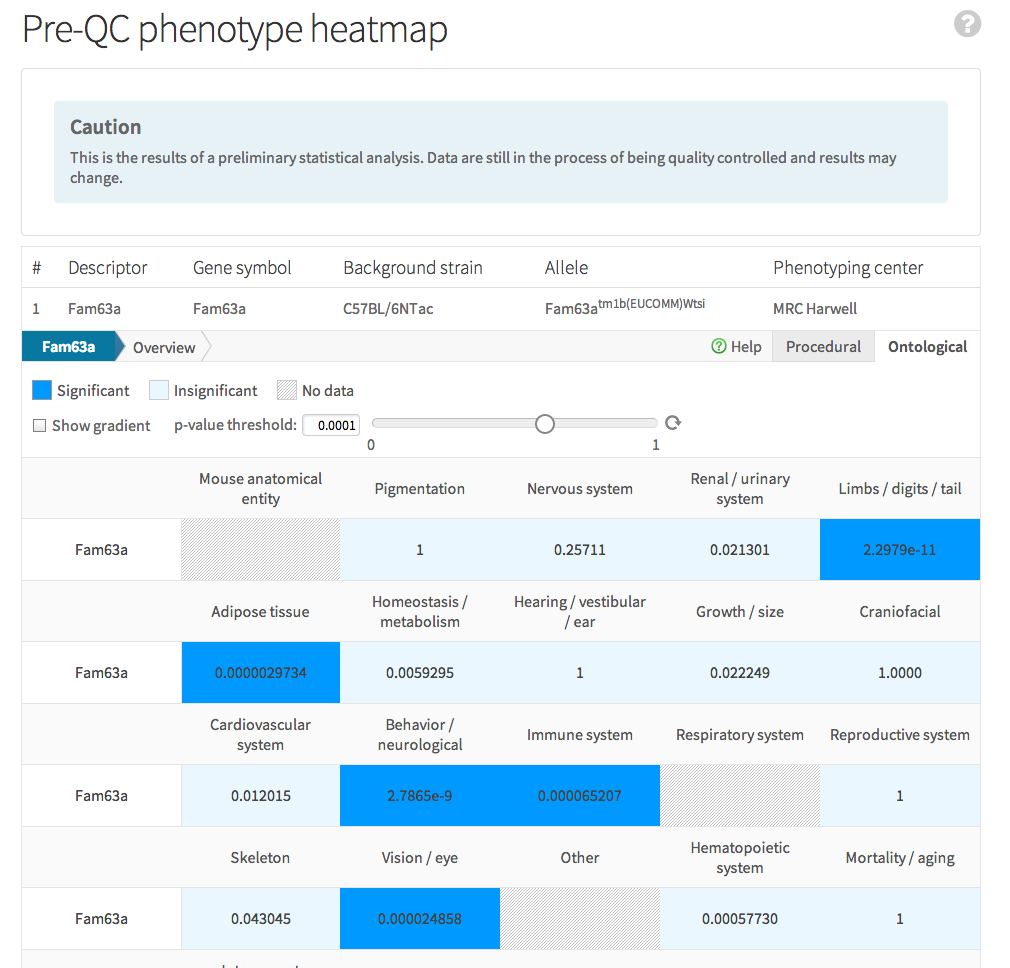 Pre-QC phenotype heatmap
?
Caution
This is the results of a preliminary statistical analysis. Data are still in the process of being quality controlled and results may
change.
# Descriptor Gene symbol Background strain Allele Phenotyping center
1 Fam63a Fam63a C57BL/6NTac Fam63atm1b(EUCOMM)Wtsi MRC Harwell
Fam63a Overview ? Help Procedural Ontological
Significant Insignificant No data
Show gradient p-value threshold: 0.0001
0 1
Mouse anatomical
entity
Pigmentation
Nervous system
Renal / urinary
system
Limbs / digits / tail
Fam63a 1 0.25711 0.021301 2.2979e-11
Adipose tissue
Homeostasis /
metabolism
Hearing / vestibular
/ ear
Growth / size
Craniofacial
Fam63a 0.0000029734 0.0059295 1 0.022249 1.0000
Cardiovascular
system
Behavior /
neurological
Immune system
Respiratory system
Reproductive system
Fam63a 0.012015 2.7865e-9 0.000065207 1
Skeleton
Vision / eye
Other
Hematopoietic
system
Mortality / aging
Fam63a 0.043045 0.000024858 0.00057730 1